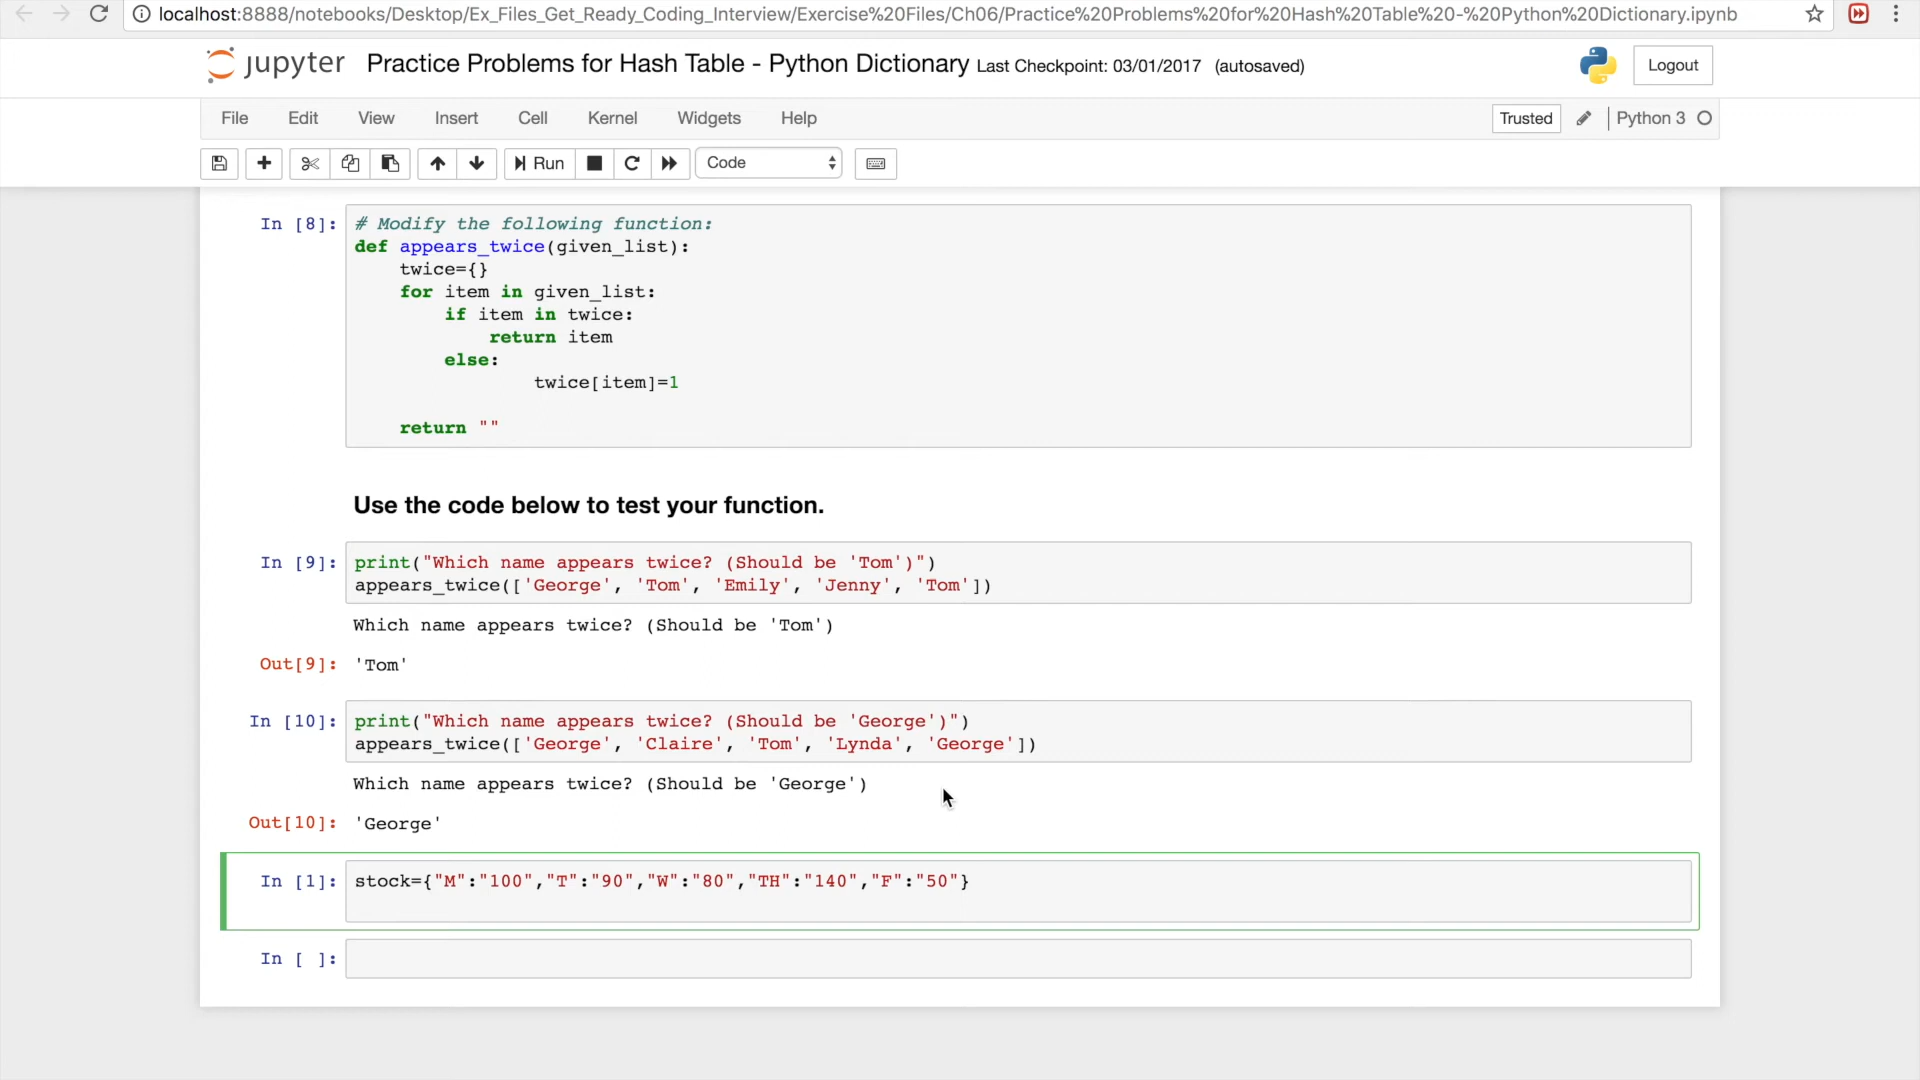 localhost:8888/notebooks/Desktop/Ex_Files_Get_Ready_Coding_Interview/Exercise%20Files/Ch06/Practice%20Problems%20for%20Hash%20Table%20-%20Python%20Dictionary.ipynb
jupyter Practice Problems for Hash Table - Python Dictionary Last Checkpoint: 03/01/2017 (autosaved) Logout
File Edit View Insert Cell Kernel Widgets Help Trusted Python 3
Run Code
In [8]: # Modify the following function:
def appears_twice(given_list):
    twice={}
    for item in given_list:
        if item in twice:
            return item
        else:
                twice[item]=1
    return ""
Use the code below to test your function.
In [9]: print("Which name appears twice? (Should be 'Tom')")
appears_twice(['George', 'Tom', 'Emily', 'Jenny', 'Tom'])
Which name appears twice? (Should be 'Tom')
Out[9]: 'Tom'
In [10]: print("Which name appears twice? (Should be 'George')")
appears_twice(['George', 'Claire', 'Tom', 'Lynda', 'George'])
Which name appears twice? (Should be 'George')
Out[10]: 'George'
In [1]: stock={"M":"100","T":"90","W":"80","TH":"140","F":"50"}
In [ ]: